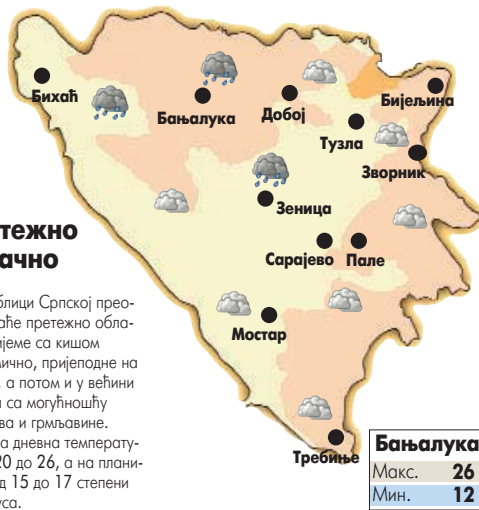 Бихаћ
Бањалука
Добој
Бијељина
Тузла
Зворник
Зеница
Сарајево
Пале
Мостар
Требиње
тежно
ачно
блици Српској прео-
аће претежно обла-
ијеме са кишом
мично, пријеподне на
, а потом и у већини
а са могућношћу
ва и грмљавине.
а дневна температу-
20 до 26, а на плани-
д 15 до 17 степени
уса.
Бањалука
Макс. 26
Мин. 12